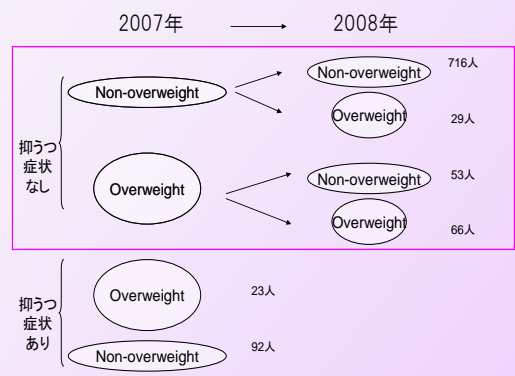 2007年 2008年
Non-overweight
Non-overweight 716人
Overweight 29人
抑うつ
症状
なし
Overweight
Non-overweight 53人
Overweight 66人
抑うつ
症状
あり
Overweight 23人
Non-overweight 92人